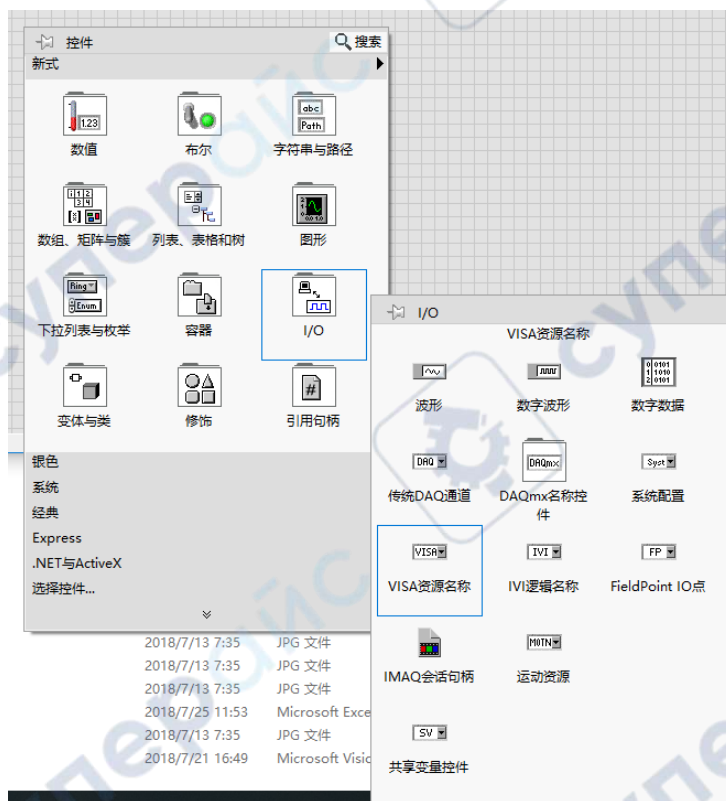 控件
搜索
新式
1.23
abc
Path
数值
布尔
字符串与路径
数组、矩阵与簇
列表、表格和树
图形
Ring
Enum
下拉列表与枚举
容器
I/O
#
变体与类
修饰
引用句柄
银色
系统
经典
Express
.NET与ActiveX
选择控件...
I/O
VISA资源名称
波形
数字波形
数字数据
DAQ
DAQmx
Syst
传统DAQ通道
DAQmx名称控件
系统配置
VISA
IVI
FP
VISA资源名称
IVI逻辑名称
FieldPoint IO点
MOTN
IMAQ会话句柄
运动资源
SV
共享变量控件
2018/7/13 7:35 JPG 文件
2018/7/13 7:35 JPG 文件
2018/7/13 7:35 JPG 文件
2018/7/25 11:53 Microsoft Exce
2018/7/13 7:35 JPG 文件
2018/7/21 16:49 Microsoft Visio
супер
айс